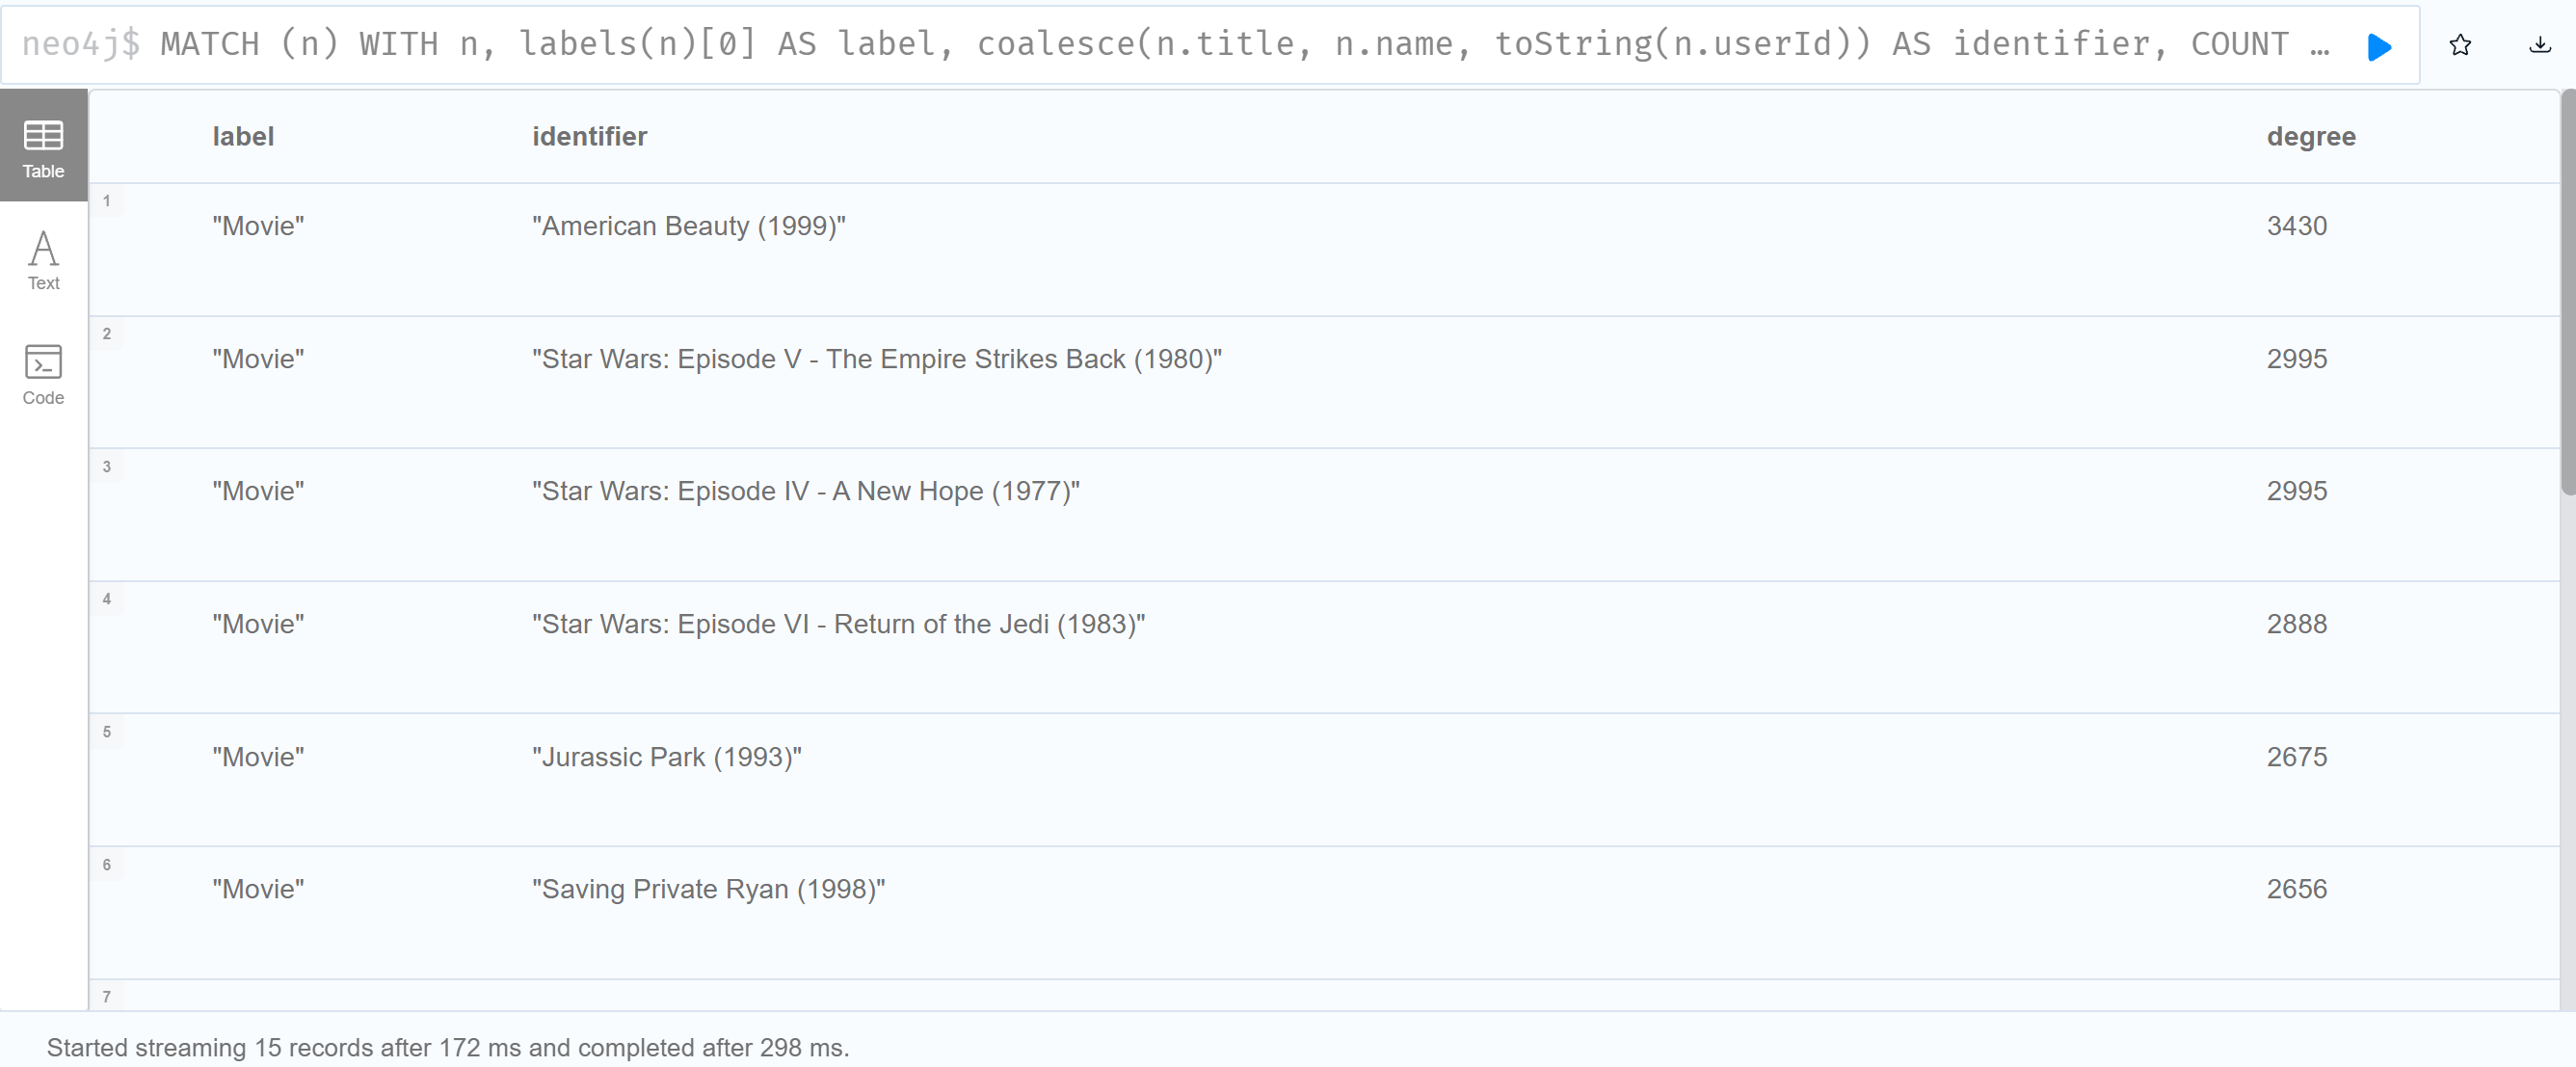 neo4j$ MATCH (n) WITH n, labels(n)[0] AS label, coalesce(n.title, n.name, toString(n.userId)) AS identifier, COUNT …
Table
Text
Code
label identifier degree
1
"Movie" "American Beauty (1999)" 3430
2
"Movie" "Star Wars: Episode V - The Empire Strikes Back (1980)" 2995
3
"Movie" "Star Wars: Episode IV - A New Hope (1977)" 2995
4
"Movie" "Star Wars: Episode VI - Return of the Jedi (1983)" 2888
5
"Movie" "Jurassic Park (1993)" 2675
6
"Movie" "Saving Private Ryan (1998)" 2656
7
Started streaming 15 records after 172 ms and completed after 298 ms.